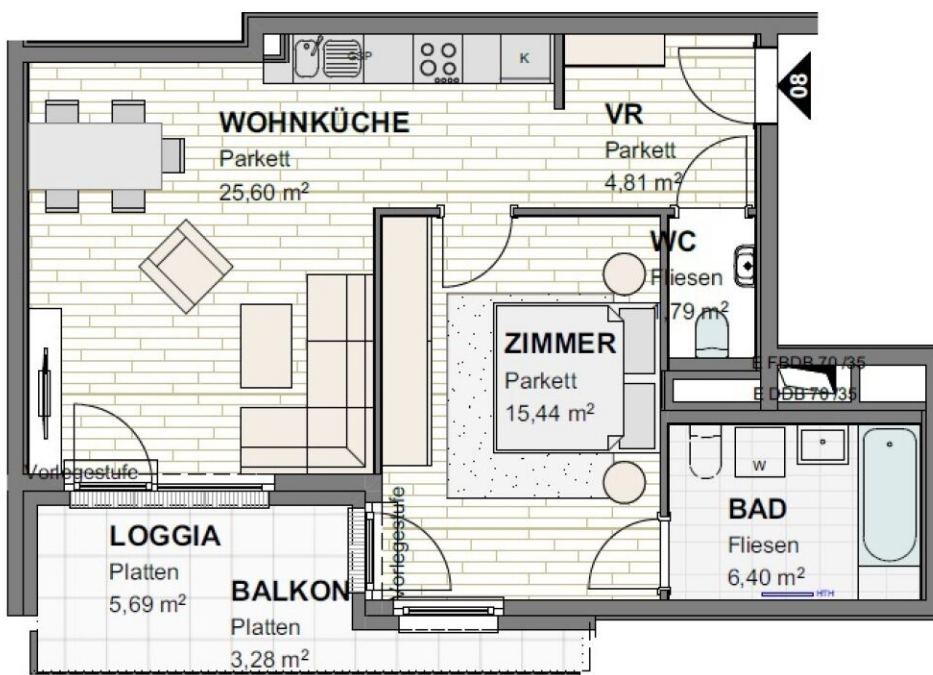 GSP
K
08
WOHNKÜCHE
Parkett
25,60 m²
VR
Parkett
4,81 m²
WC
Fliesen
1,79 m²
ZIMMER
Parkett
15,44 m²
E FBDB 70 /35
E DDB 70 /35
W
Vorlegestufe
Vorlegestufe
LOGGIA
Platten
5,69 m²
BALKON
Platten
3,28 m²
BAD
Fliesen
6,40 m²
HTH